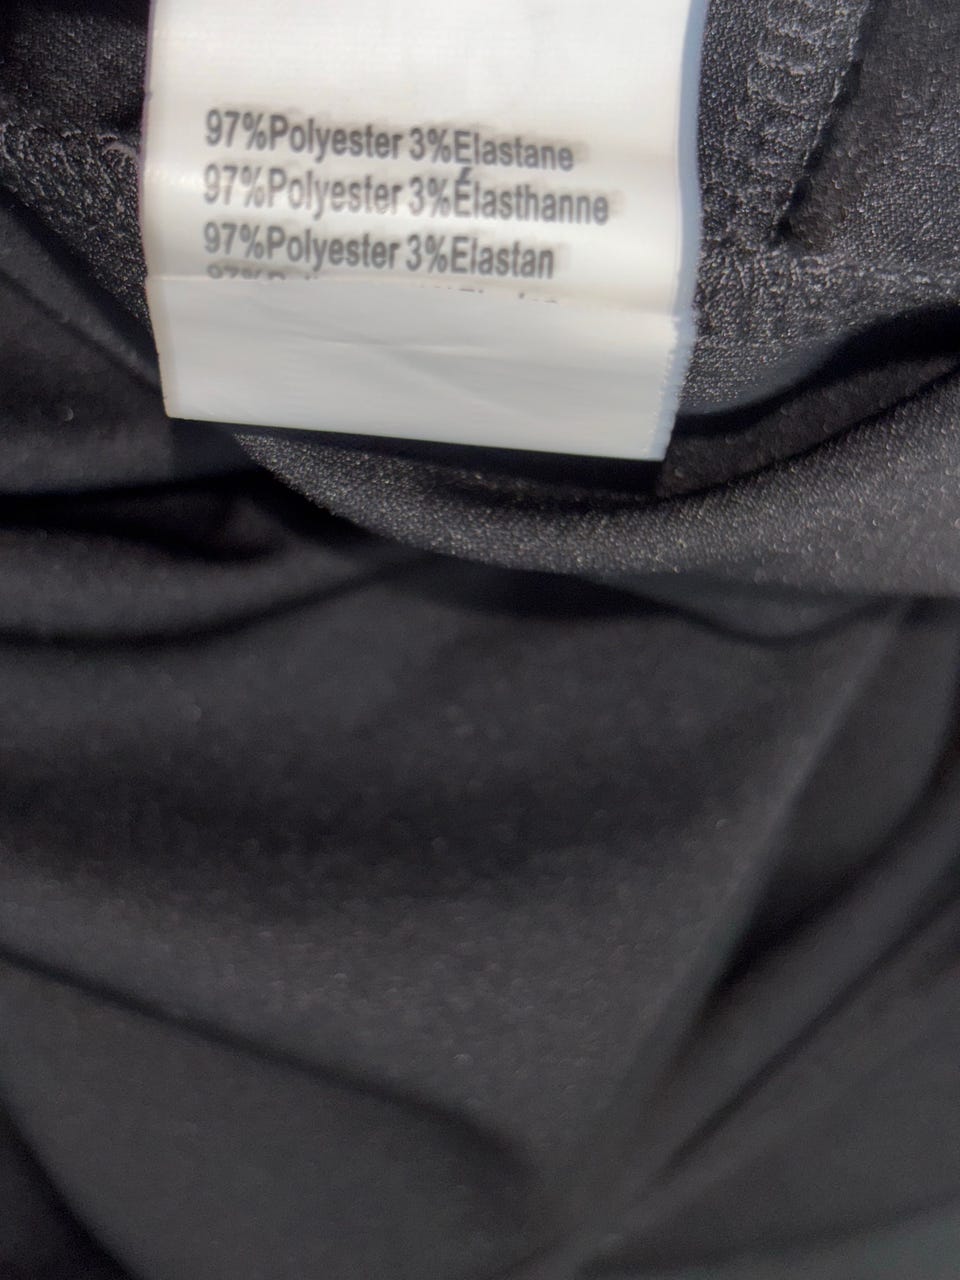 97%Polyester 3%Elastane
97%Polyester 3%Élasthanne
97%Polyester 3%Elastan